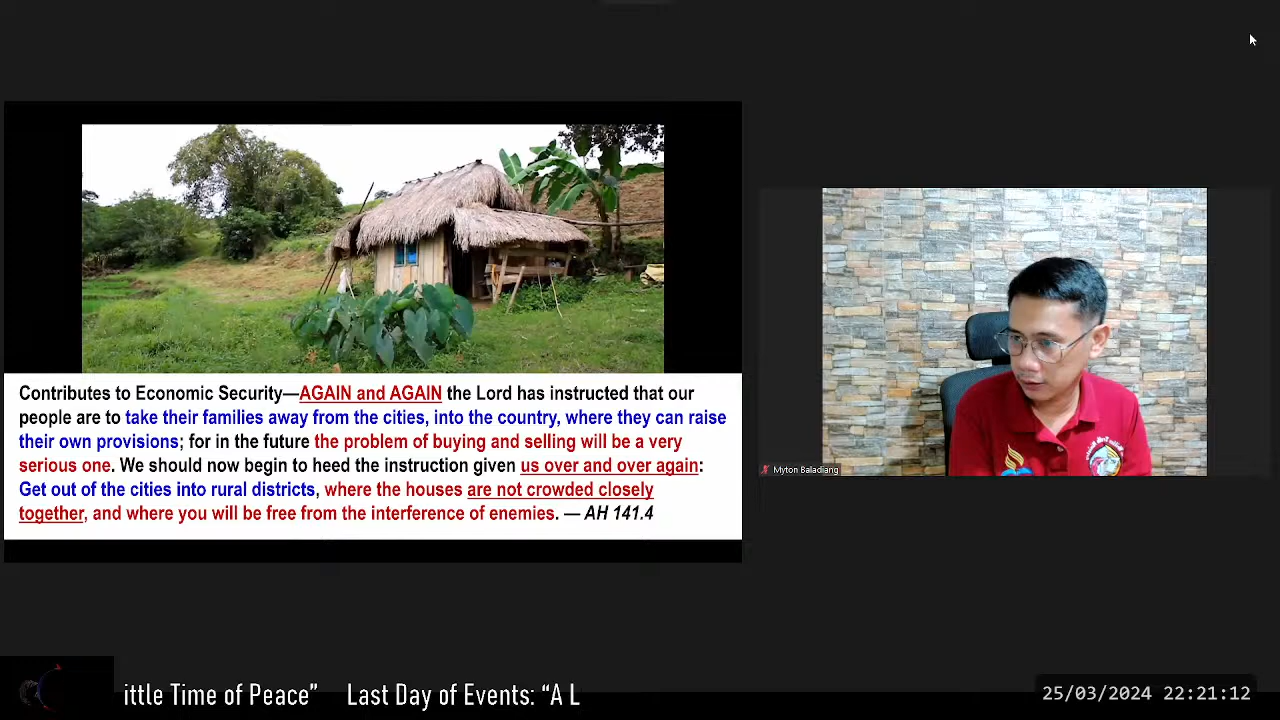 Contributes to Economic Security—AGAIN and AGAIN the Lord has instructed that our
people are to take their families away from the cities, into the country, where they can raise
their own provisions; for in the future the problem of buying and selling will be a very
serious one. We should now begin to heed the instruction given us over and over again:
Get out of the cities into rural districts, where the houses are not crowded closely
together, and where you will be free from the interference of enemies. — AH 141.4
Myton Baladiang
ittle Time of Peace” Last Day of Events: “A L
25/03/2024 22:21:12